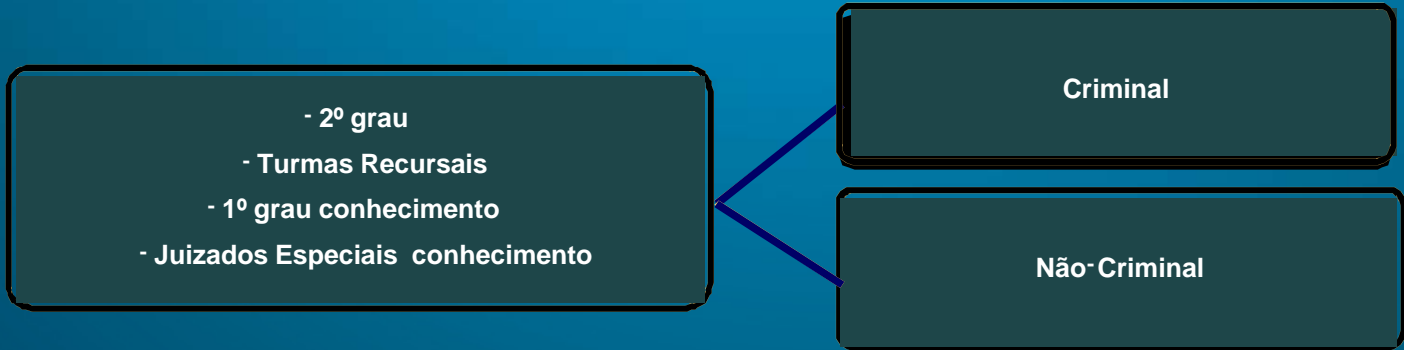 - 2º grau
- Turmas Recursais
- 1º grau conhecimento
- Juizados Especiais conhecimento
Criminal
Não-Criminal